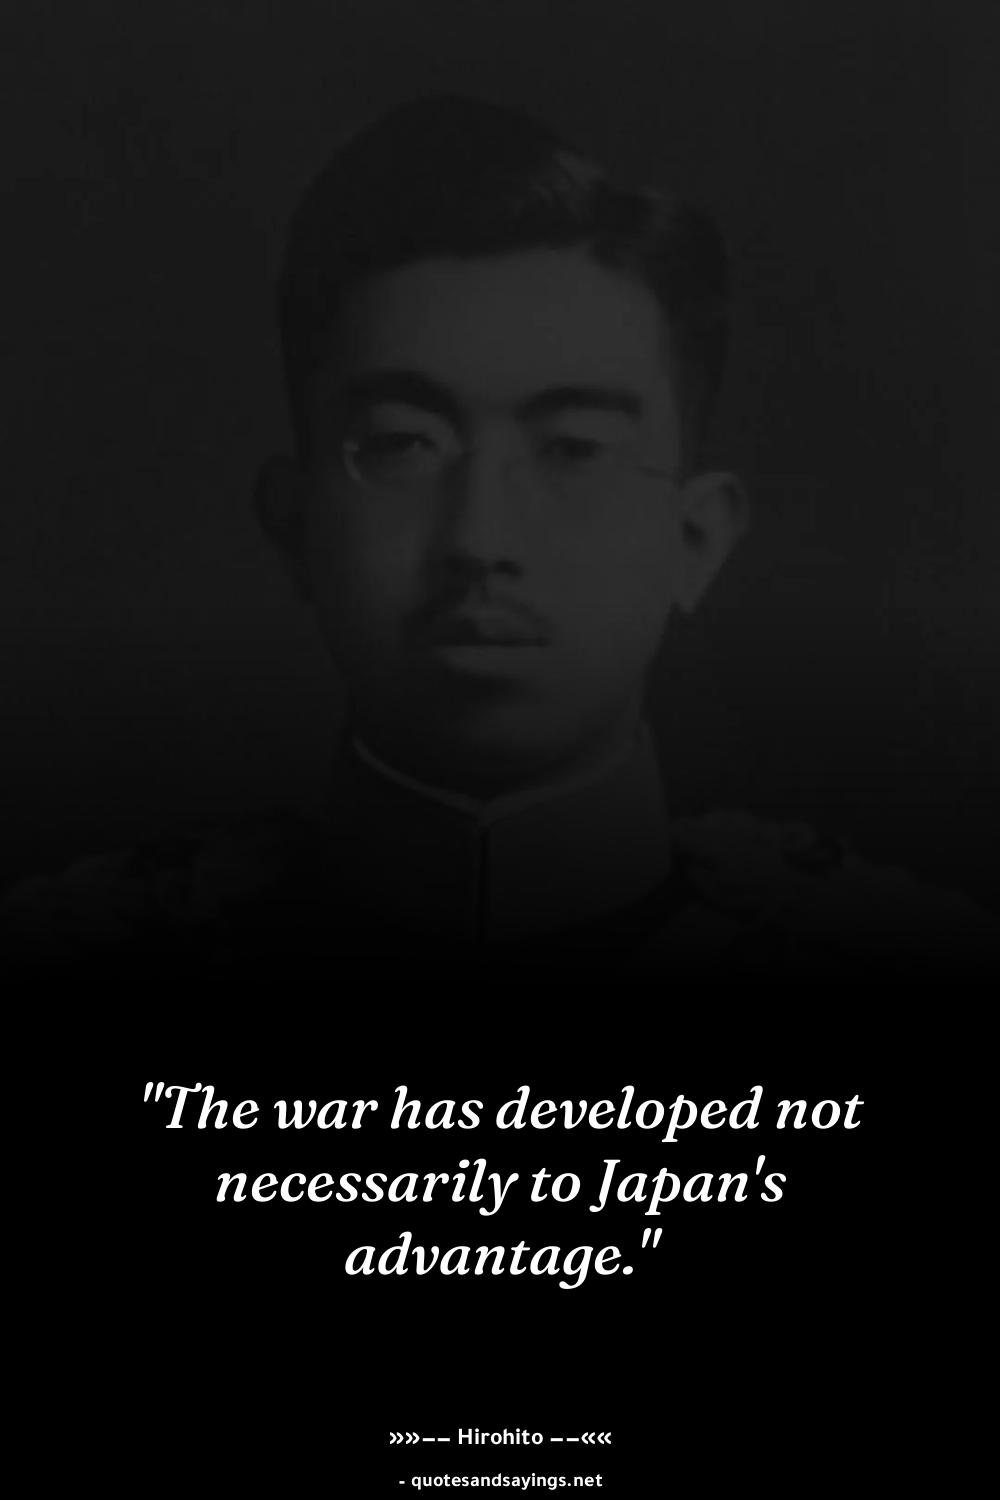 "The war has developed not
necessarily to Japan's
advantage."
»»−− Hirohito −−««
- quotesandsayings.net